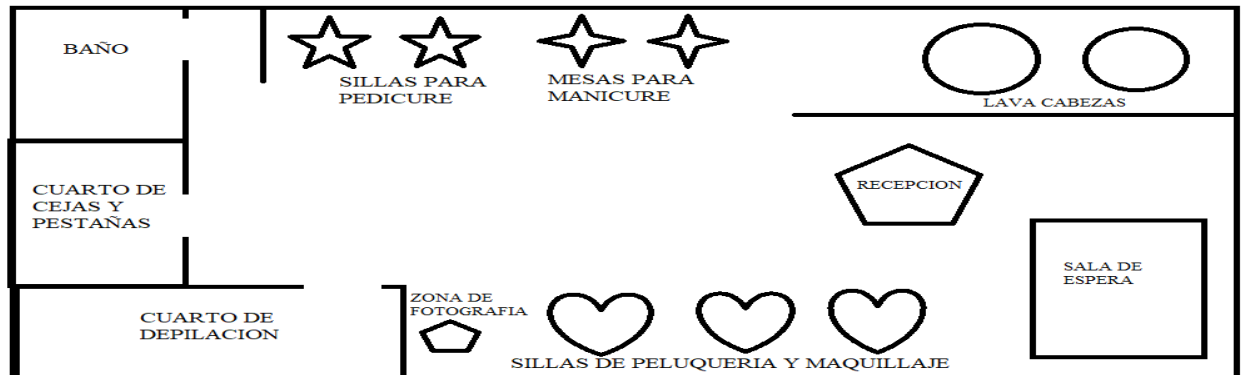 BAÑO
SILLAS PARA
PEDICURE
MESAS PARA
MANICURE
LAVA CABEZAS
CUARTO DE
CEJAS Y
PESTAÑAS
RECEPCION
SALA DE
ESPERA
CUARTO DE
DEPILACION
ZONA DE
FOTOGRAFIA
SILLAS DE PELUQUERIA Y MAQUILLAJE